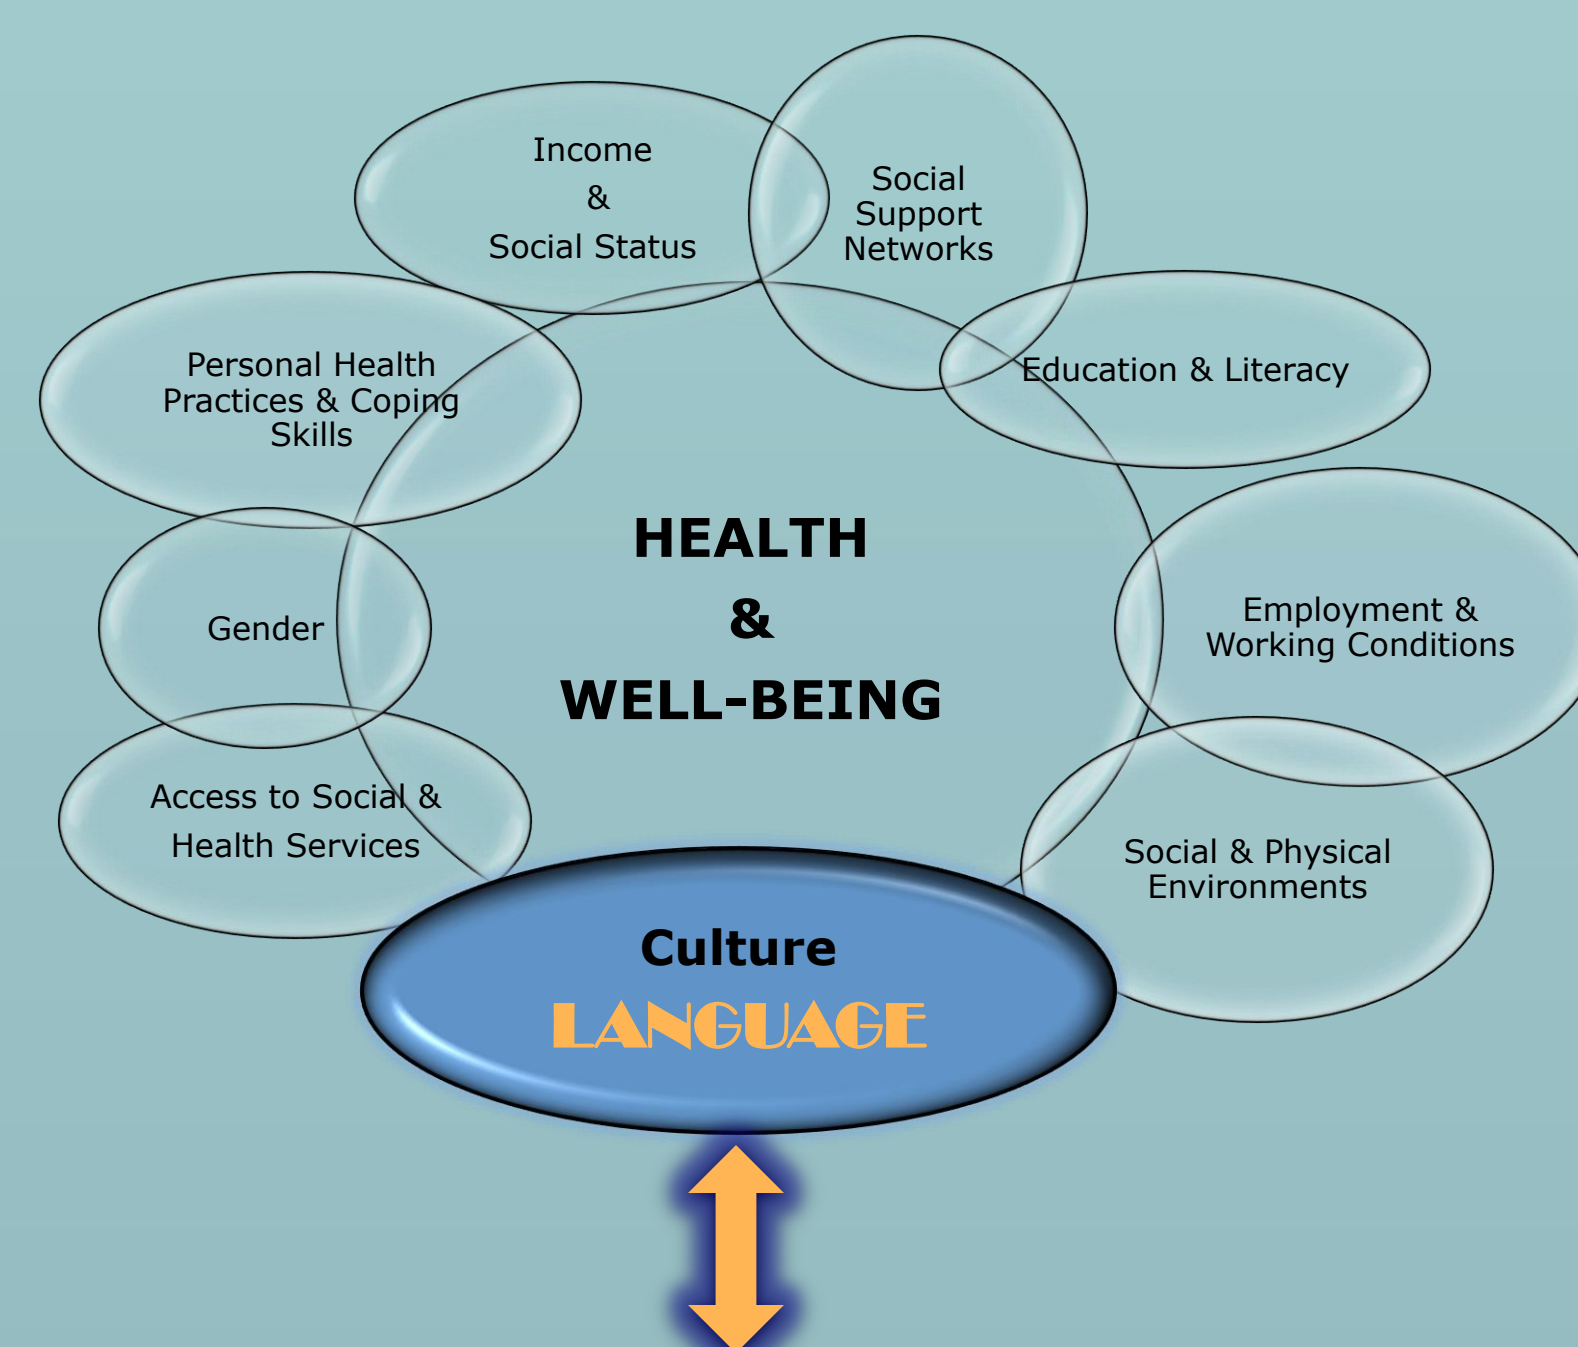 Income
&
Social Status
Social
Support
Networks
Personal Health
Practices & Coping
Skills
Education & Literacy
HEALTH
&
WELL-BEING
Gender
Employment &
Working Conditions
Access to Social &
Health Services
Social & Physical
Environments
Culture
LANGUAGE